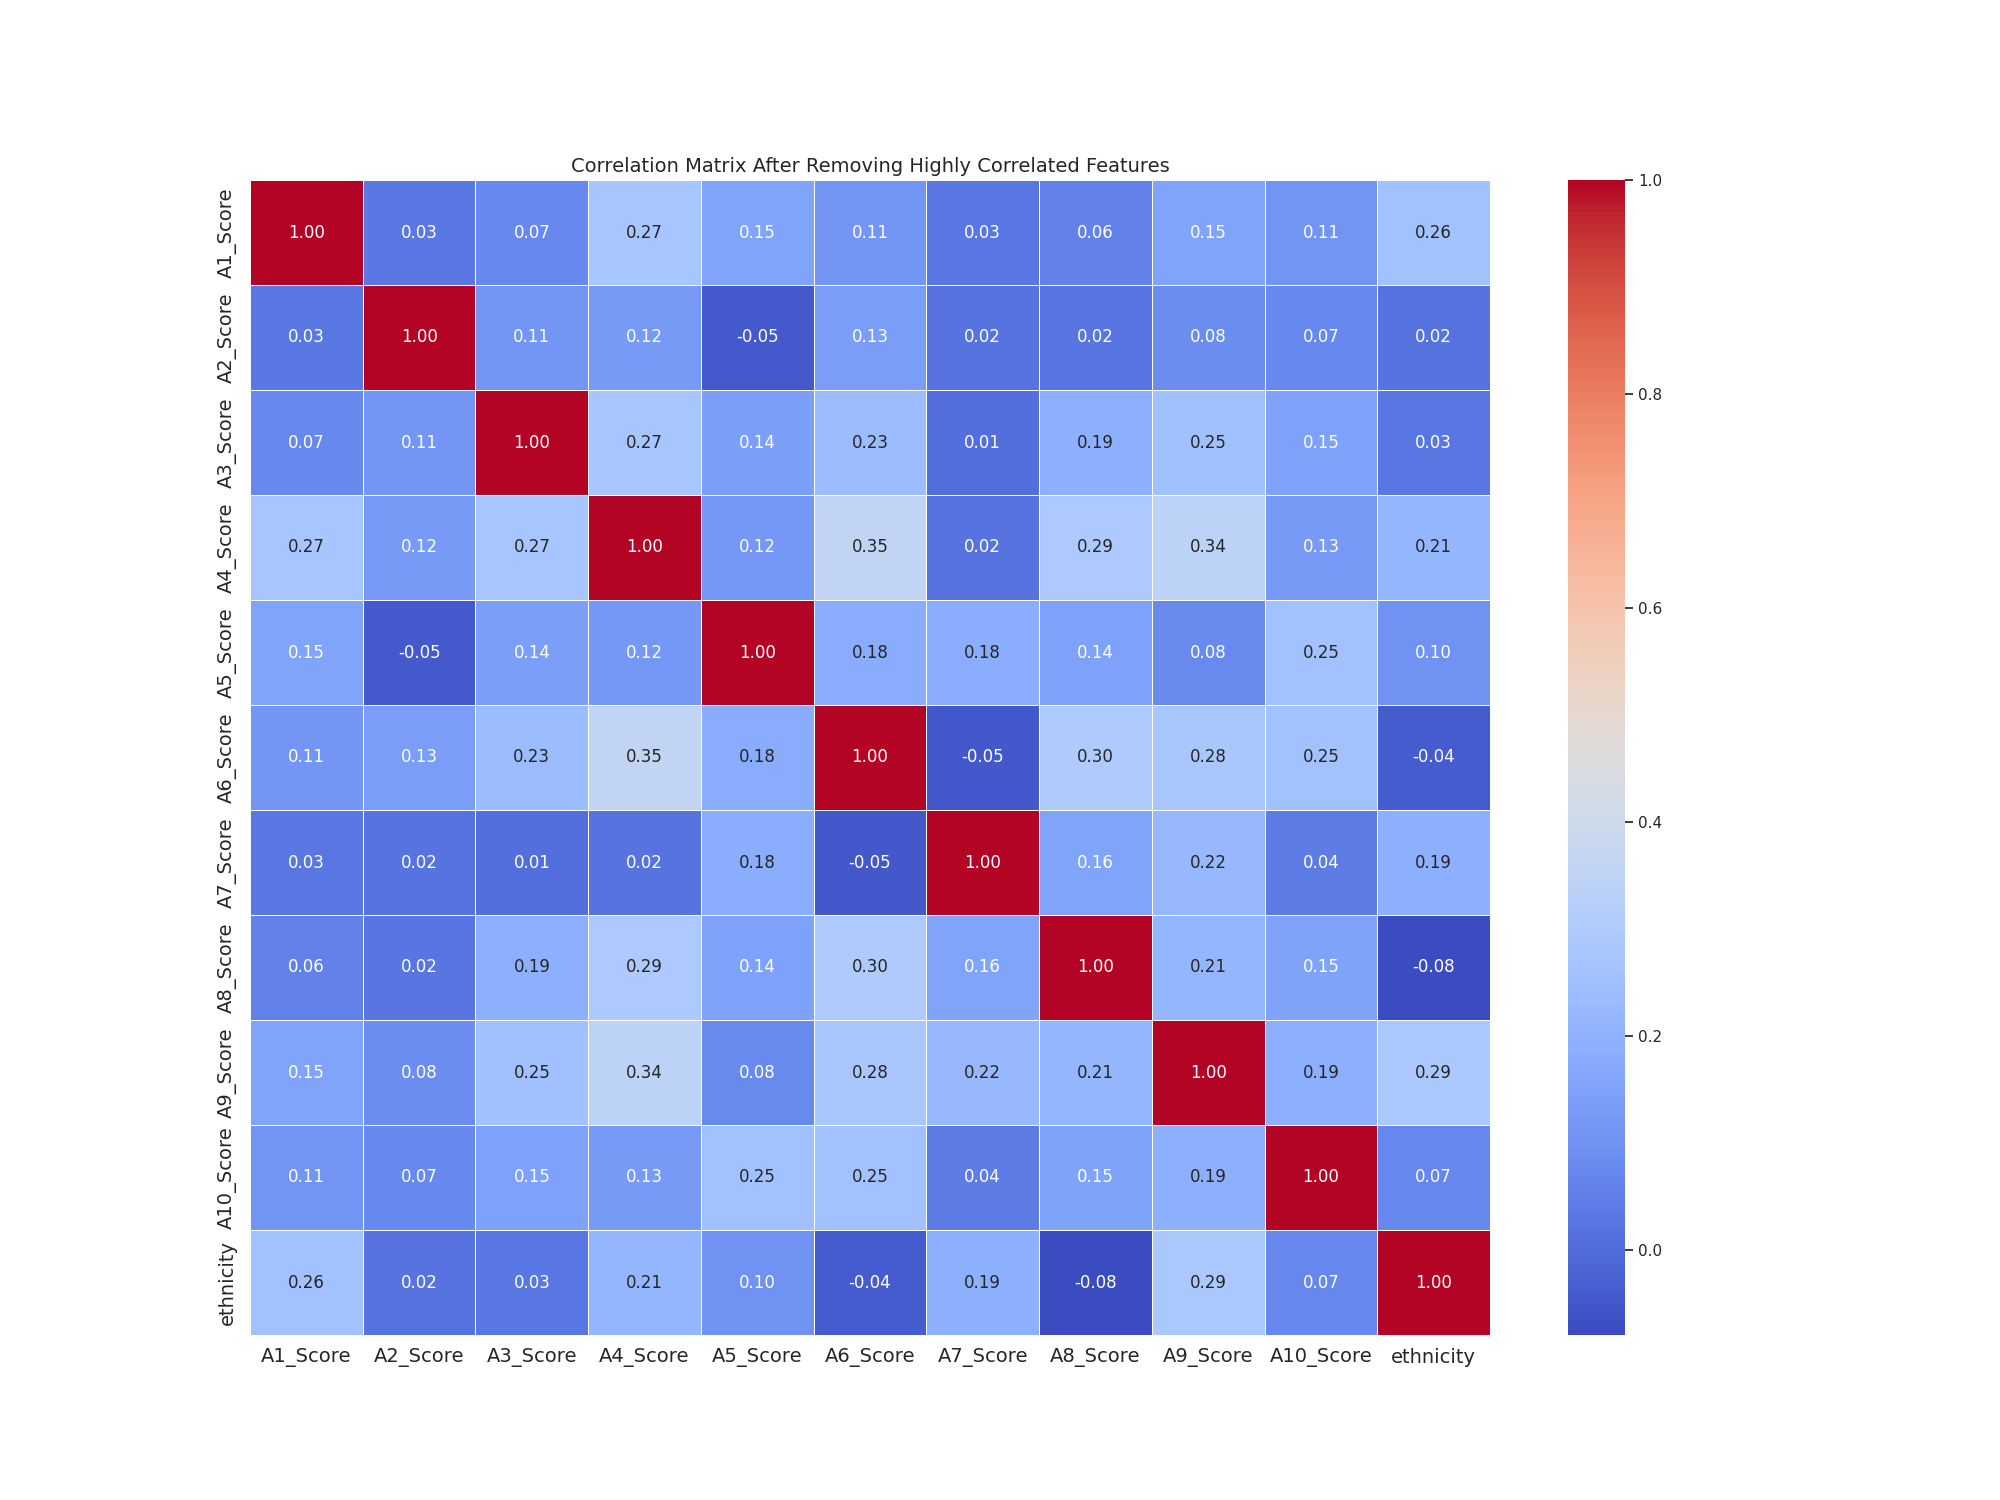 Correlation Matrix After Removing Highly Correlated Features
A1_Score 1.00 0.03 0.07 0.27 0.15 0.11 0.03 0.06 0.15 0.11 0.26
A2_Score 0.03 1.00 0.11 0.12 -0.05 0.13 0.02 0.02 0.08 0.07 0.02
A3_Score 0.07 0.11 1.00 0.27 0.14 0.23 0.01 0.19 0.25 0.15 0.03
A4_Score 0.27 0.12 0.27 1.00 0.12 0.35 0.02 0.29 0.34 0.13 0.21
A5_Score 0.15 -0.05 0.14 0.12 1.00 0.18 0.18 0.14 0.08 0.25 0.10
A6_Score 0.11 0.13 0.23 0.35 0.18 1.00 -0.05 0.30 0.28 0.25 -0.04
A7_Score 0.03 0.02 0.01 0.02 0.18 -0.05 1.00 0.16 0.22 0.04 0.19
A8_Score 0.06 0.02 0.19 0.29 0.14 0.30 0.16 1.00 0.21 0.15 -0.08
A9_Score 0.15 0.08 0.25 0.34 0.08 0.28 0.22 0.21 1.00 0.19 0.29
A10_Score 0.11 0.07 0.15 0.13 0.25 0.25 0.04 0.15 0.19 1.00 0.07
ethnicity 0.26 0.02 0.03 0.21 0.10 -0.04 0.19 -0.08 0.29 0.07 1.00
A1_Score A2_Score A3_Score A4_Score A5_Score A6_Score A7_Score A8_Score A9_Score A10_Score ethnicity
1.0
0.8
0.6
0.4
0.2
0.0